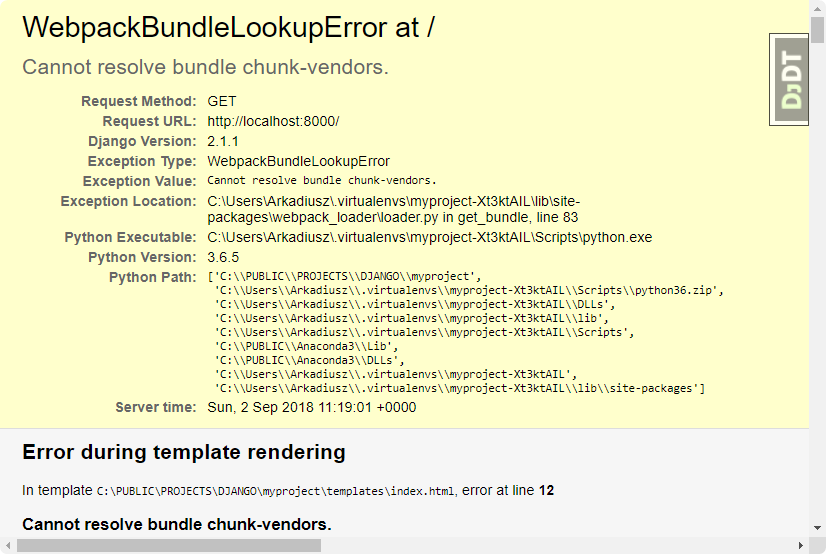 WebpackBundleLookupError at /
Cannot resolve bundle chunk-vendors.
DjDT
Request Method: GET
Request URL: http://localhost:8000/
Django Version: 2.1.1
Exception Type: WebpackBundleLookupError
Exception Value: Cannot resolve bundle chunk-vendors.
Exception Location: C:\Users\Arkadiusz\.virtualenvs\myproject-Xt3ktAIL\lib\site-
packages\webpack_loader\loader.py in get_bundle, line 83
Python Executable: C:\Users\Arkadiusz\.virtualenvs\myproject-Xt3ktAIL\Scripts\python.exe
Python Version: 3.6.5
Python Path: ['C:\\PUBLIC\\PROJECTS\\DJANGO\\myproject',
'C:\\Users\\Arkadiusz\\.virtualenvs\\myproject-Xt3ktAIL\\Scripts\\python36.zip',
'C:\\Users\\Arkadiusz\\.virtualenvs\\myproject-Xt3ktAIL\\DLLs',
'C:\\Users\\Arkadiusz\\.virtualenvs\\myproject-Xt3ktAIL\\lib',
'C:\\Users\\Arkadiusz\\.virtualenvs\\myproject-Xt3ktAIL\\Scripts',
'C:\\PUBLIC\\Anaconda3\\Lib',
'C:\\PUBLIC\\Anaconda3\\DLLs',
'C:\\Users\\Arkadiusz\\.virtualenvs\\myproject-Xt3ktAIL',
'C:\\Users\\Arkadiusz\\.virtualenvs\\myproject-Xt3ktAIL\\lib\\site-packages']
Server time: Sun, 2 Sep 2018 11:19:01 +0000
Error during template rendering
In template C:\PUBLIC\PROJECTS\DJANGO\myproject\templates\index.html, error at line 12
Cannot resolve bundle chunk-vendors.